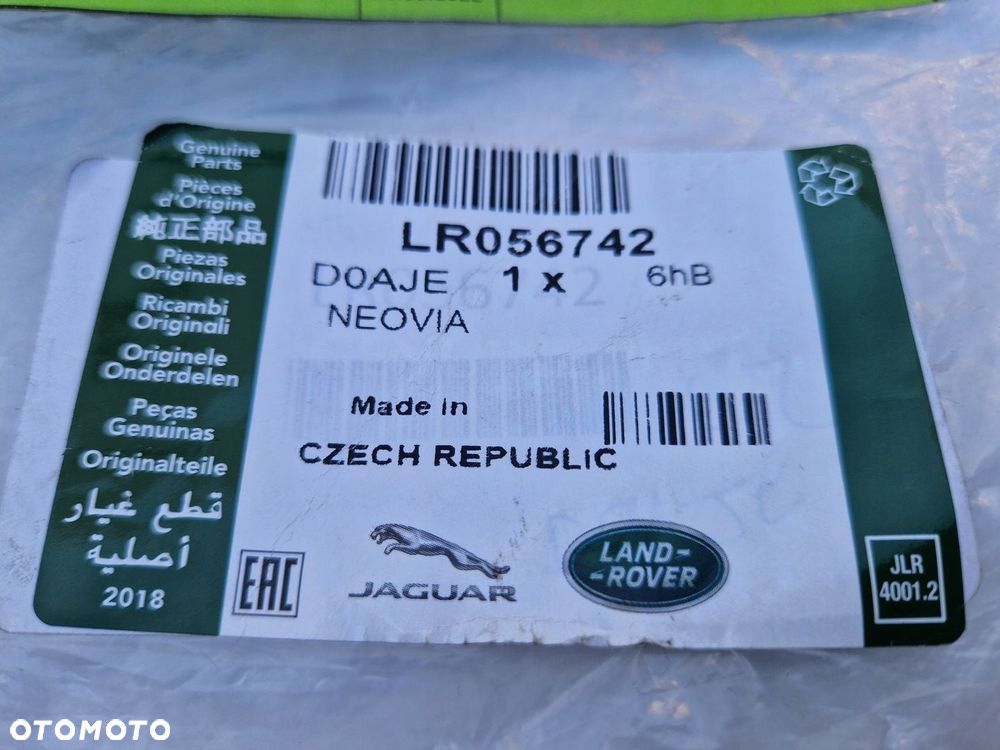 Genuine
Parts
Pièces
d'Origine
純正部品
Piezas
Originales
Ricambi
Originali
Originele
Onderdelen
Peças
Genuinas
Originalteile
قطع غيار
أصلية
2018
LR056742
D0AJE 1 x 6hB
NEOVIA
Made in
CZECH REPUBLIC
EAC
JAGUAR
LAND-
-ROVER
JLR
4001.2
OTOMOTO